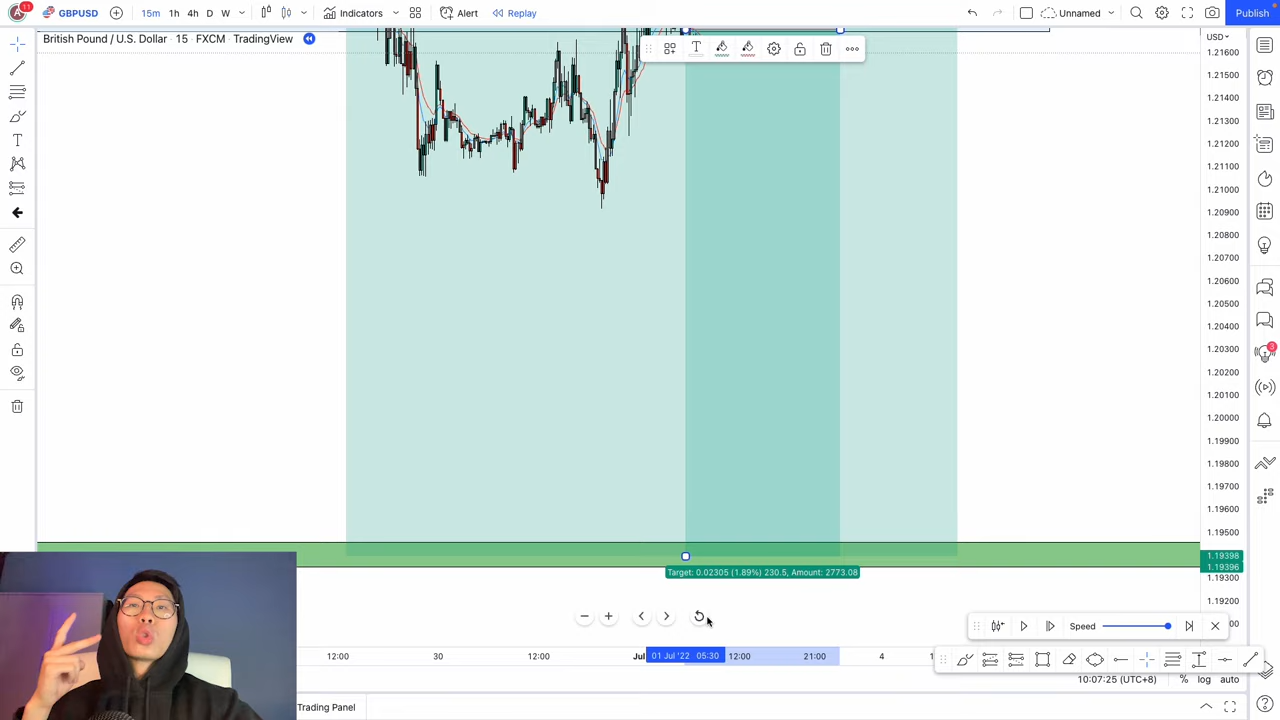 11
GBPUSD
15m 1h 4h D W
Indicators
Alert
Replay
Unnamed
Publish
British Pound / U.S. Dollar · 15 · FXCM · TradingView
USD
1.21600
1.21500
1.21400
1.21300
1.21200
1.21100
1.21000
1.20900
1.20800
1.20700
1.20600
1.20500
1.20400
1.20300
1.20200
1.20100
1.20000
1.19900
1.19800
1.19700
1.19600
1.19500
1.19398
1.19396
1.19300
1.19200
3
Target: 0.02305 (1.89%) 230.5, Amount: 2773.08
Speed
12:00
30
12:00
Jul
01 Jul '22 05:30
12:00
21:00
4
10:07:25 (UTC+8)
%
log
auto
Trading Panel